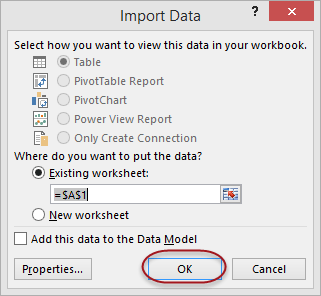 Import Data
Select how you want to view this data in your workbook.
Table
PivotTable Report
PivotChart
Power View Report
Only Create Connection
Where do you want to put the data?
Existing worksheet:
=$A$1
New worksheet
Add this data to the Data Model
Properties...
OK
Cancel